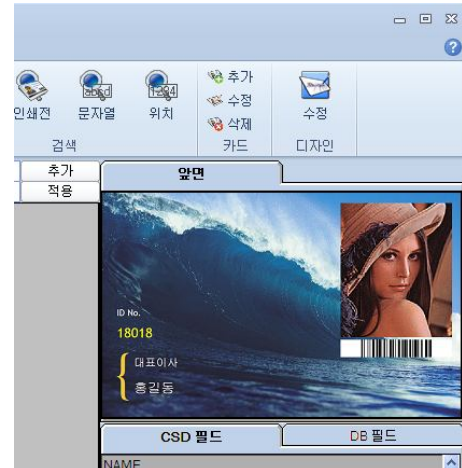 abcd
1234
인쇄전
문자열
위치
추가
수정
삭제
수정
검색
카드
디자인
추가
적용
앞면
ID No.
18018
대표이사
홍길동
CSD 필드
DB 필드
NAME